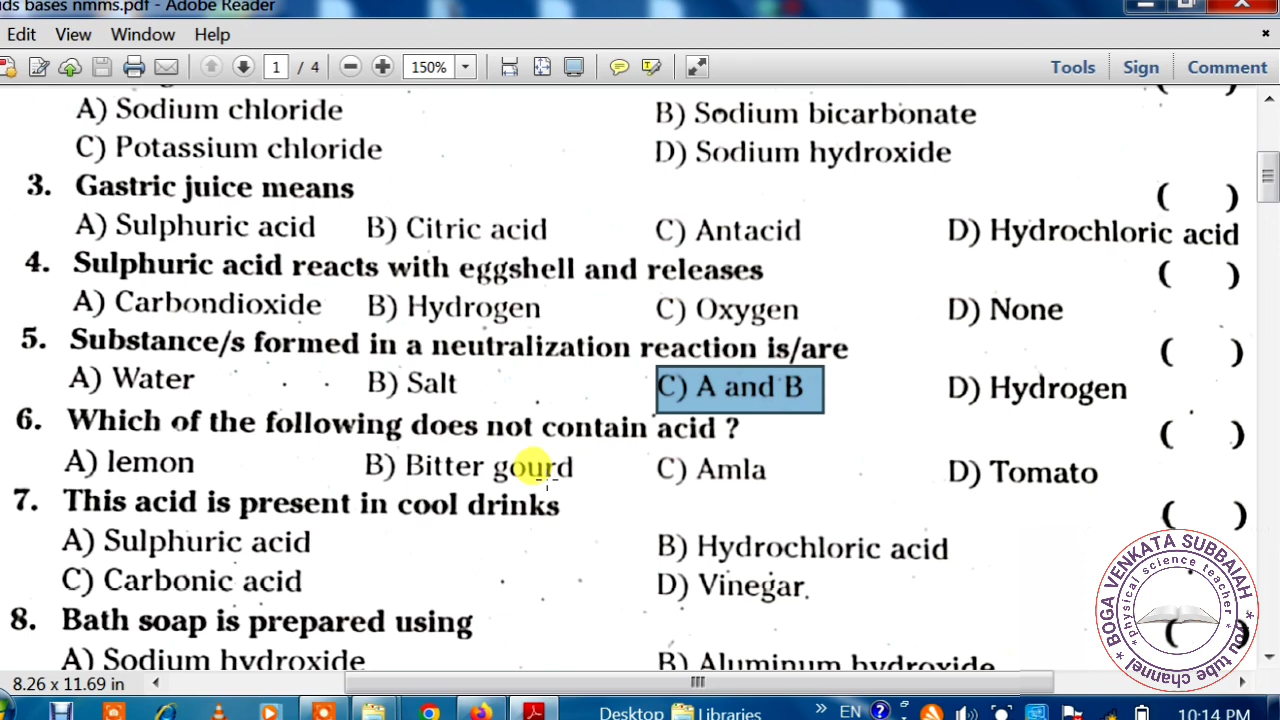 ids bases nmms.pdf - Adobe Reader
Edit View Window Help
1 / 4 150% Tools Sign Comment
A) Sodium chloride B) Sodium bicarbonate
C) Potassium chloride D) Sodium hydroxide
3. Gastric juice means ( )
A) Sulphuric acid B) Citric acid C) Antacid D) Hydrochloric acid
4. Sulphuric acid reacts with eggshell and releases ( )
A) Carbondioxide B) Hydrogen C) Oxygen D) None
5. Substance/s formed in a neutralization reaction is/are ( )
A) Water B) Salt C) A and B D) Hydrogen
6. Which of the following does not contain acid ? ( )
A) lemon B) Bitter gourd C) Amla D) Tomato
7. This acid is present in cool drinks ( )
A) Sulphuric acid B) Hydrochloric acid
C) Carbonic acid D) Vinegar.
8. Bath soap is prepared using ( )
A) Sodium hydroxide B) Aluminum hydroxide
BOGA VENKATA SUBBAIAH
* physical science teacher *
* You tube channel *
8.26 x 11.69 in
Desktop Libraries » EN 10:14 PM